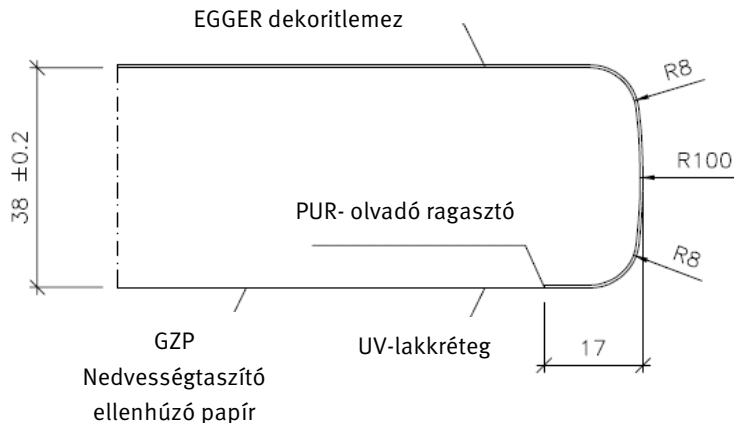 EGGER dekoritlemez
R8
38 ±0.2
R100
PUR- olvadó ragasztó
R8
GZP
Nedvességtaszító
ellenhúzó papír
UV-lakkréteg
17